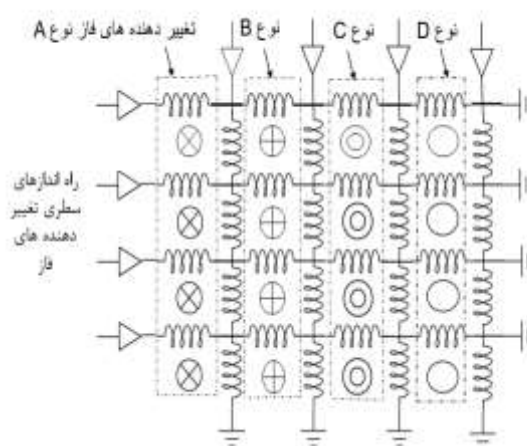 تغییر دهنده های فاز نوع A
نوع B
نوع C
نوع D
راه اندازهای
سطری تغییر
دهنده های
فاز